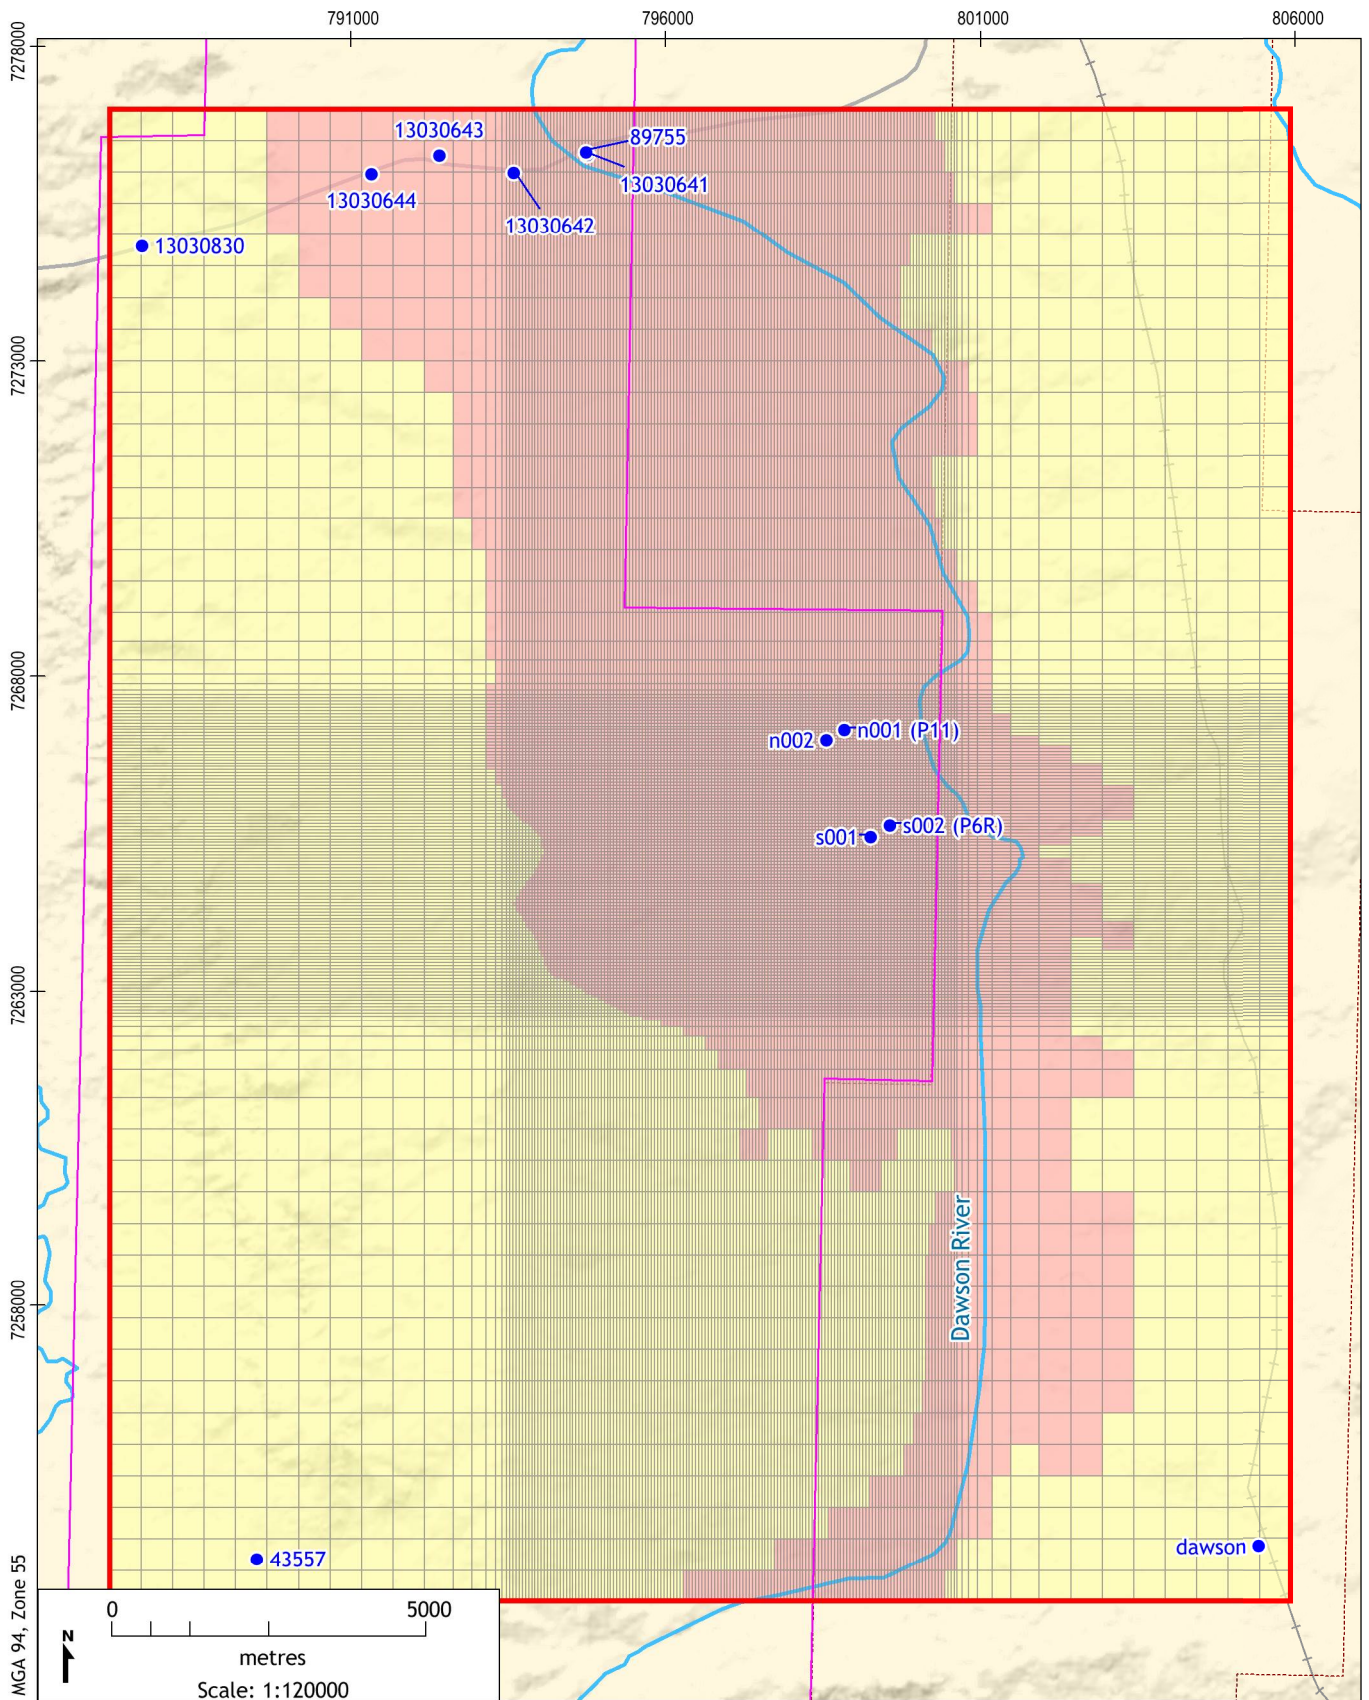 791000
796000
801000
806000
7278000
7273000
7268000
7263000
7258000
MGA 94, Zone 55
13030643
89755
13030641
13030644
13030642
13030830
n001 (P11)
n002
s002 (P6R)
s001
Dawson River
dawson
43557
0
5000
N
metres
Scale: 1:120000